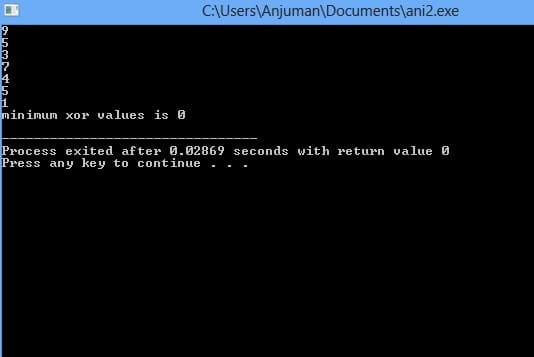 C:\Users\Anjuman\Documents\ani2.exe
9
5
3
7
4
5
1
minimum xor values is 0
--------------------------------
Process exited after 0.02869 seconds with return value 0
Press any key to continue . . .